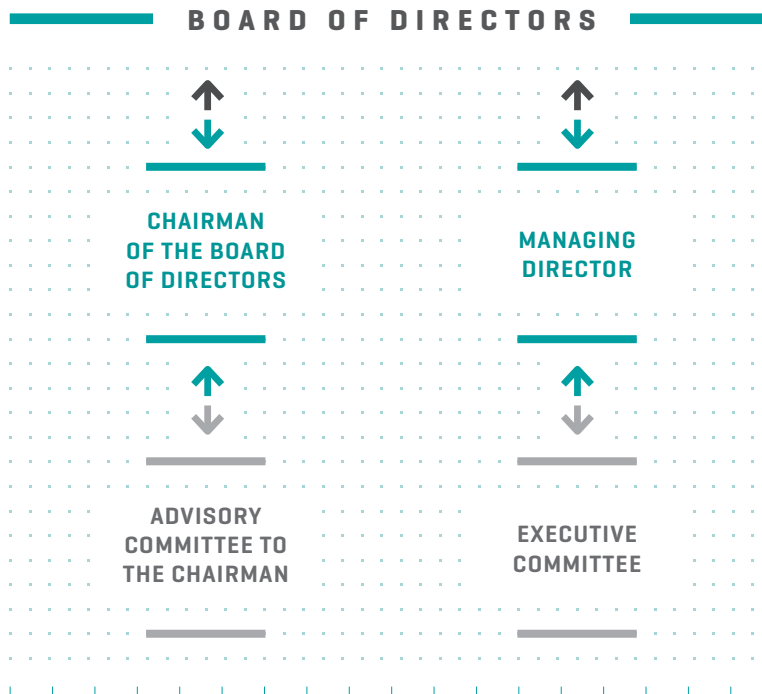 BOARD OF DIRECTORS
CHAIRMAN
OF THE BOARD
OF DIRECTORS
MANAGING
DIRECTOR
ADVISORY
COMMITTEE TO
THE CHAIRMAN
EXECUTIVE
COMMITTEE